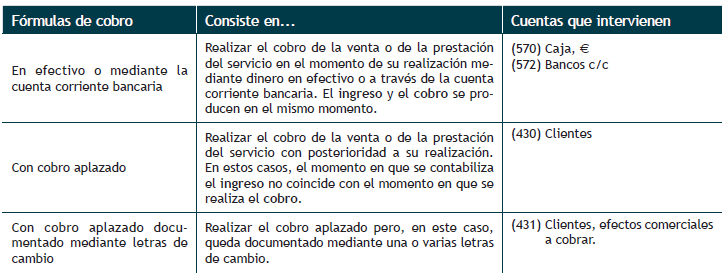 Fórmulas de cobro
Consiste en...
Cuentas que intervienen
En efectivo o mediante la
cuenta corriente bancaria
Realizar el cobro de la venta o de la prestación
del servicio en el momento de su realización me-
diante dinero en efectivo o a través de la cuenta
corriente bancaria. El ingreso y el cobro se pro-
ducen en el mismo momento.
(570) Caja, €
(572) Bancos c/c
Con cobro aplazado
Realizar el cobro de la venta o de la prestación
del servicio con posterioridad a su realización.
En estos casos, el momento en que se contabiliza
el ingreso no coincide con el momento en que se
realiza el cobro.
(430) Clientes
Con cobro aplazado docu-
mentado mediante letras de
cambio
Realizar el cobro aplazado pero, en este caso,
queda documentado mediante una o varias letras
de cambio.
(431) Clientes, efectos comerciales
a cobrar.